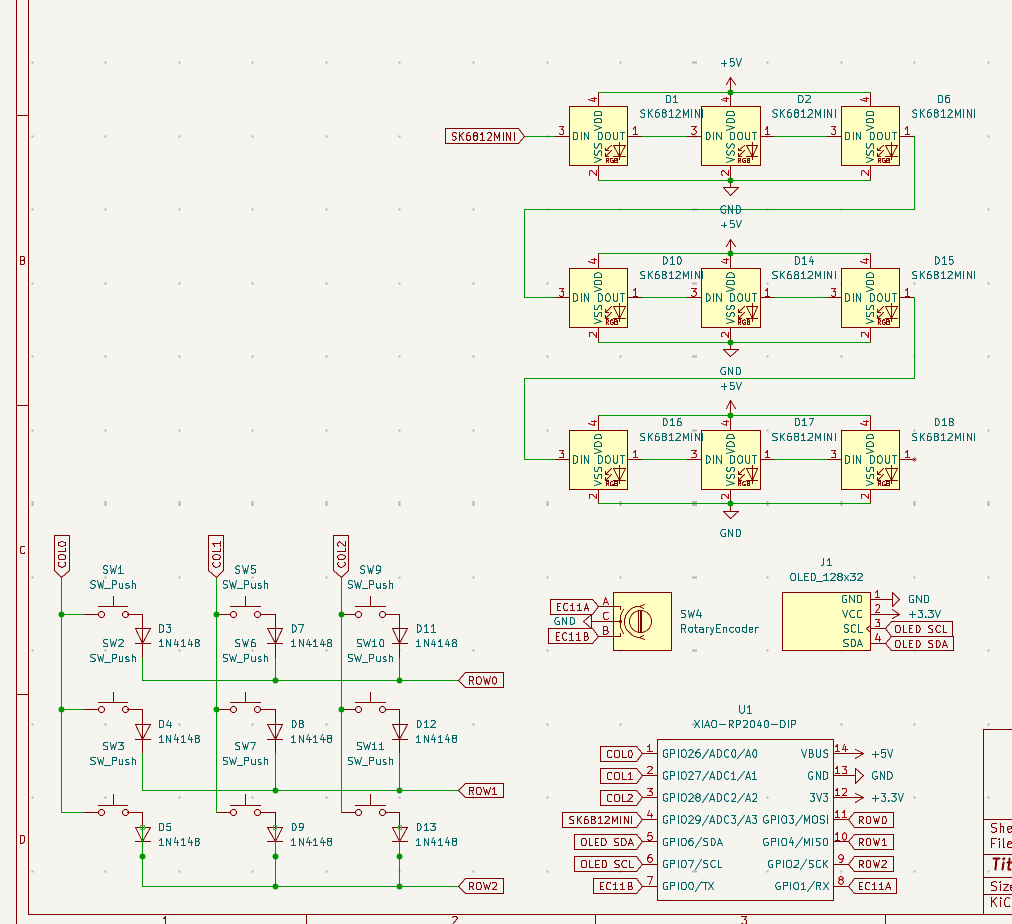 +5V
D1
SK6812MINI
D2
SK6812MINI
D6
SK6812MINI
SK6812MINI
3 DIN DOUT 1 VDD VSS 4 2 RGB
3 DIN DOUT 1 VDD VSS 4 2 RGB
3 DIN DOUT 1 VDD VSS 4 2 RGB
GND
+5V
B
D10
SK6812MINI
D14
SK6812MINI
D15
SK6812MINI
3 DIN DOUT 1 VDD VSS 4 2 RGB
3 DIN DOUT 1 VDD VSS 4 2 RGB
3 DIN DOUT 1 VDD VSS 4 2 RGB
GND
+5V
D16
SK6812MINI
D17
SK6812MINI
D18
SK6812MINI
3 DIN DOUT 1 VDD VSS 4 2 RGB
3 DIN DOUT 1 VDD VSS 4 2 RGB
3 DIN DOUT 1 VDD VSS 4 2 RGB
GND
C
COL0
COL1
COL2
SW1
SW_Push
SW5
SW_Push
SW9
SW_Push
D3
1N4148
D7
1N4148
D11
1N4148
SW2
SW_Push
SW6
SW_Push
SW10
SW_Push
ROW0
D4
1N4148
D8
1N4148
D12
1N4148
SW3
SW_Push
SW7
SW_Push
SW11
SW_Push
ROW1
D
D5
1N4148
D9
1N4148
D13
1N4148
ROW2
EC11A A
GND C
EC11B B
SW4
RotaryEncoder
J1
OLED_128x32
GND 1 GND
VCC 2 +3.3V
SCL 3 OLED SCL
SDA 4 OLED SDA
U1
XIAO-RP2040-DIP
COL0 1 GPIO26/ADC0/A0 VBUS 14 +5V
COL1 2 GPIO27/ADC1/A1 GND 13 GND
COL2 3 GPIO28/ADC2/A2 3V3 12 +3.3V
SK6812MINI 4 GPIO29/ADC3/A3 GPIO3/MOSI 11 ROW0
OLED SDA 5 GPIO6/SDA GPIO4/MISO 10 ROW1
OLED SCL 6 GPIO7/SCL GPIO2/SCK 9 ROW2
EC11B 7 GPIO0/TX GPIO1/RX 8 EC11A
She
File
Tit
Size
KiC
1 2 3